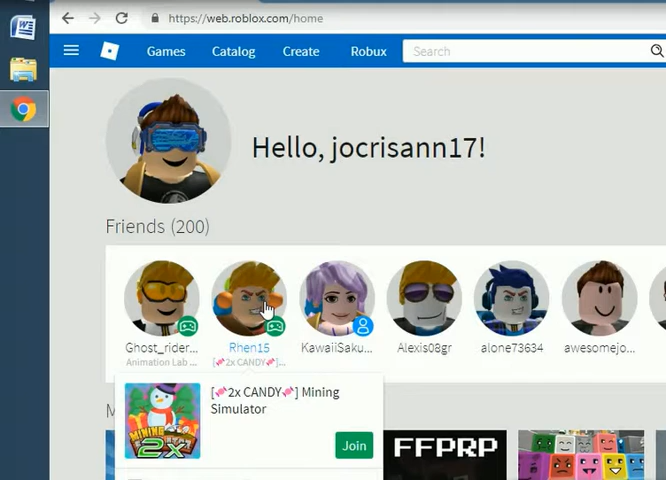 https://web.roblox.com/home
Games Catalog Create Robux Search
Hello, jocrisann17!
Friends (200)
Ghost_rider... Rhen15 KawaiiSaku... Alexis08gr alone73634 awesomejo...
Animation Lab ... [🍬2x CANDY🍬]...
[🍬2x CANDY🍬] Mining
Simulator
MINING
2x
Join
FFPRP